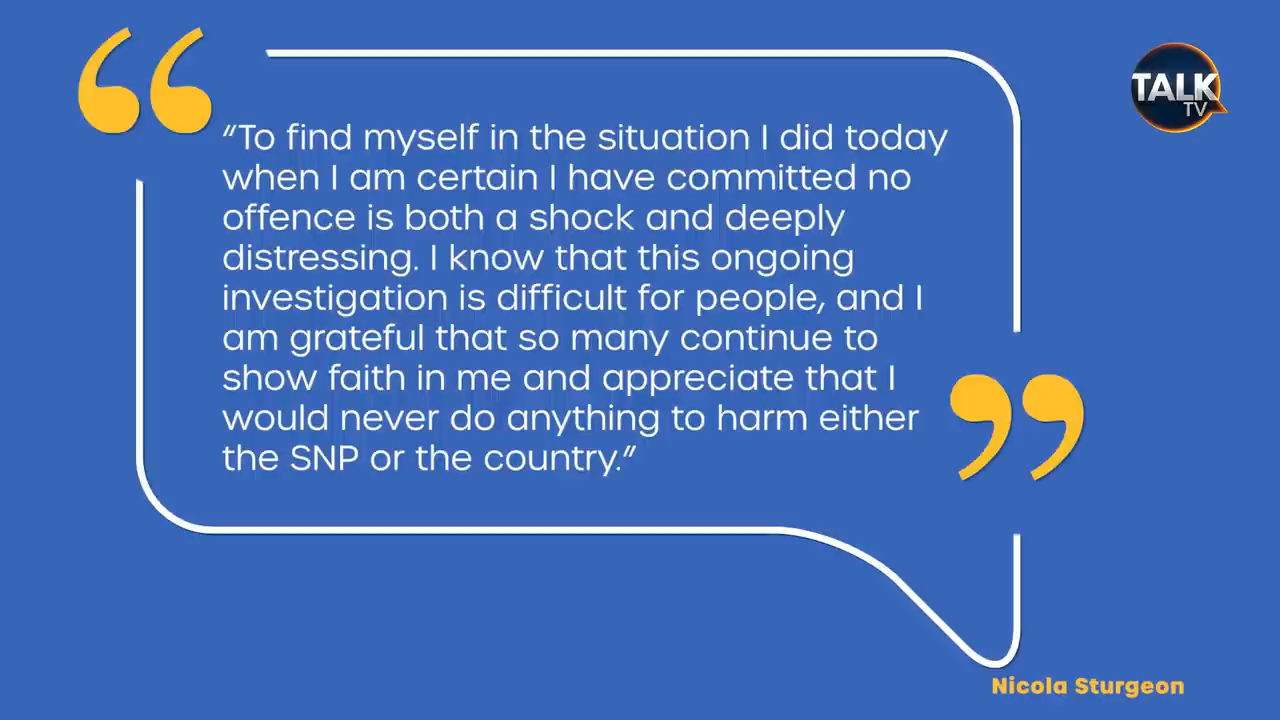 TALK
TV
"To find myself in the situation I did today
when I am certain I have committed no
offence is both a shock and deeply
distressing. I know that this ongoing
investigation is difficult for people, and I
am grateful that so many continue to
show faith in me and appreciate that I
would never do anything to harm either
the SNP or the country."
Nicola Sturgeon